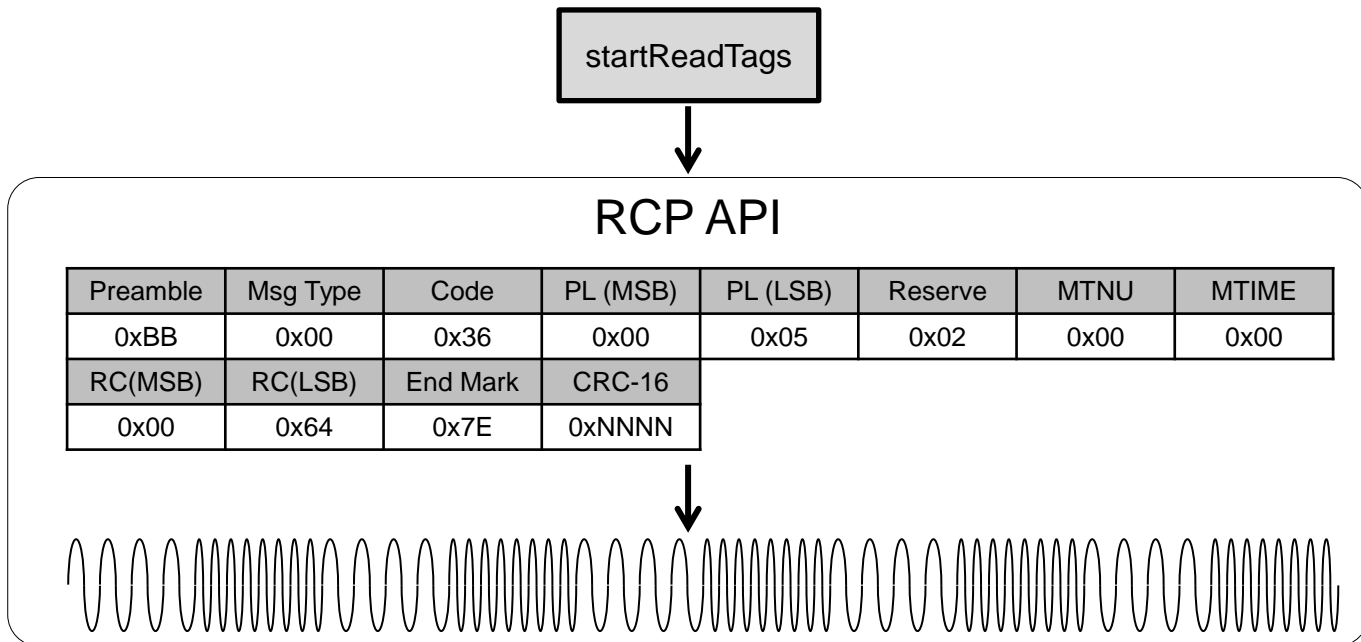 startReadTags
RCP API
Preamble Msg Type Code PL (MSB) PL (LSB) Reserve MTNU MTIME
0xBB 0x00 0x36 0x00 0x05 0x02 0x00 0x00
RC(MSB) RC(LSB) End Mark CRC-16
0x00 0x64 0x7E 0xNNNN